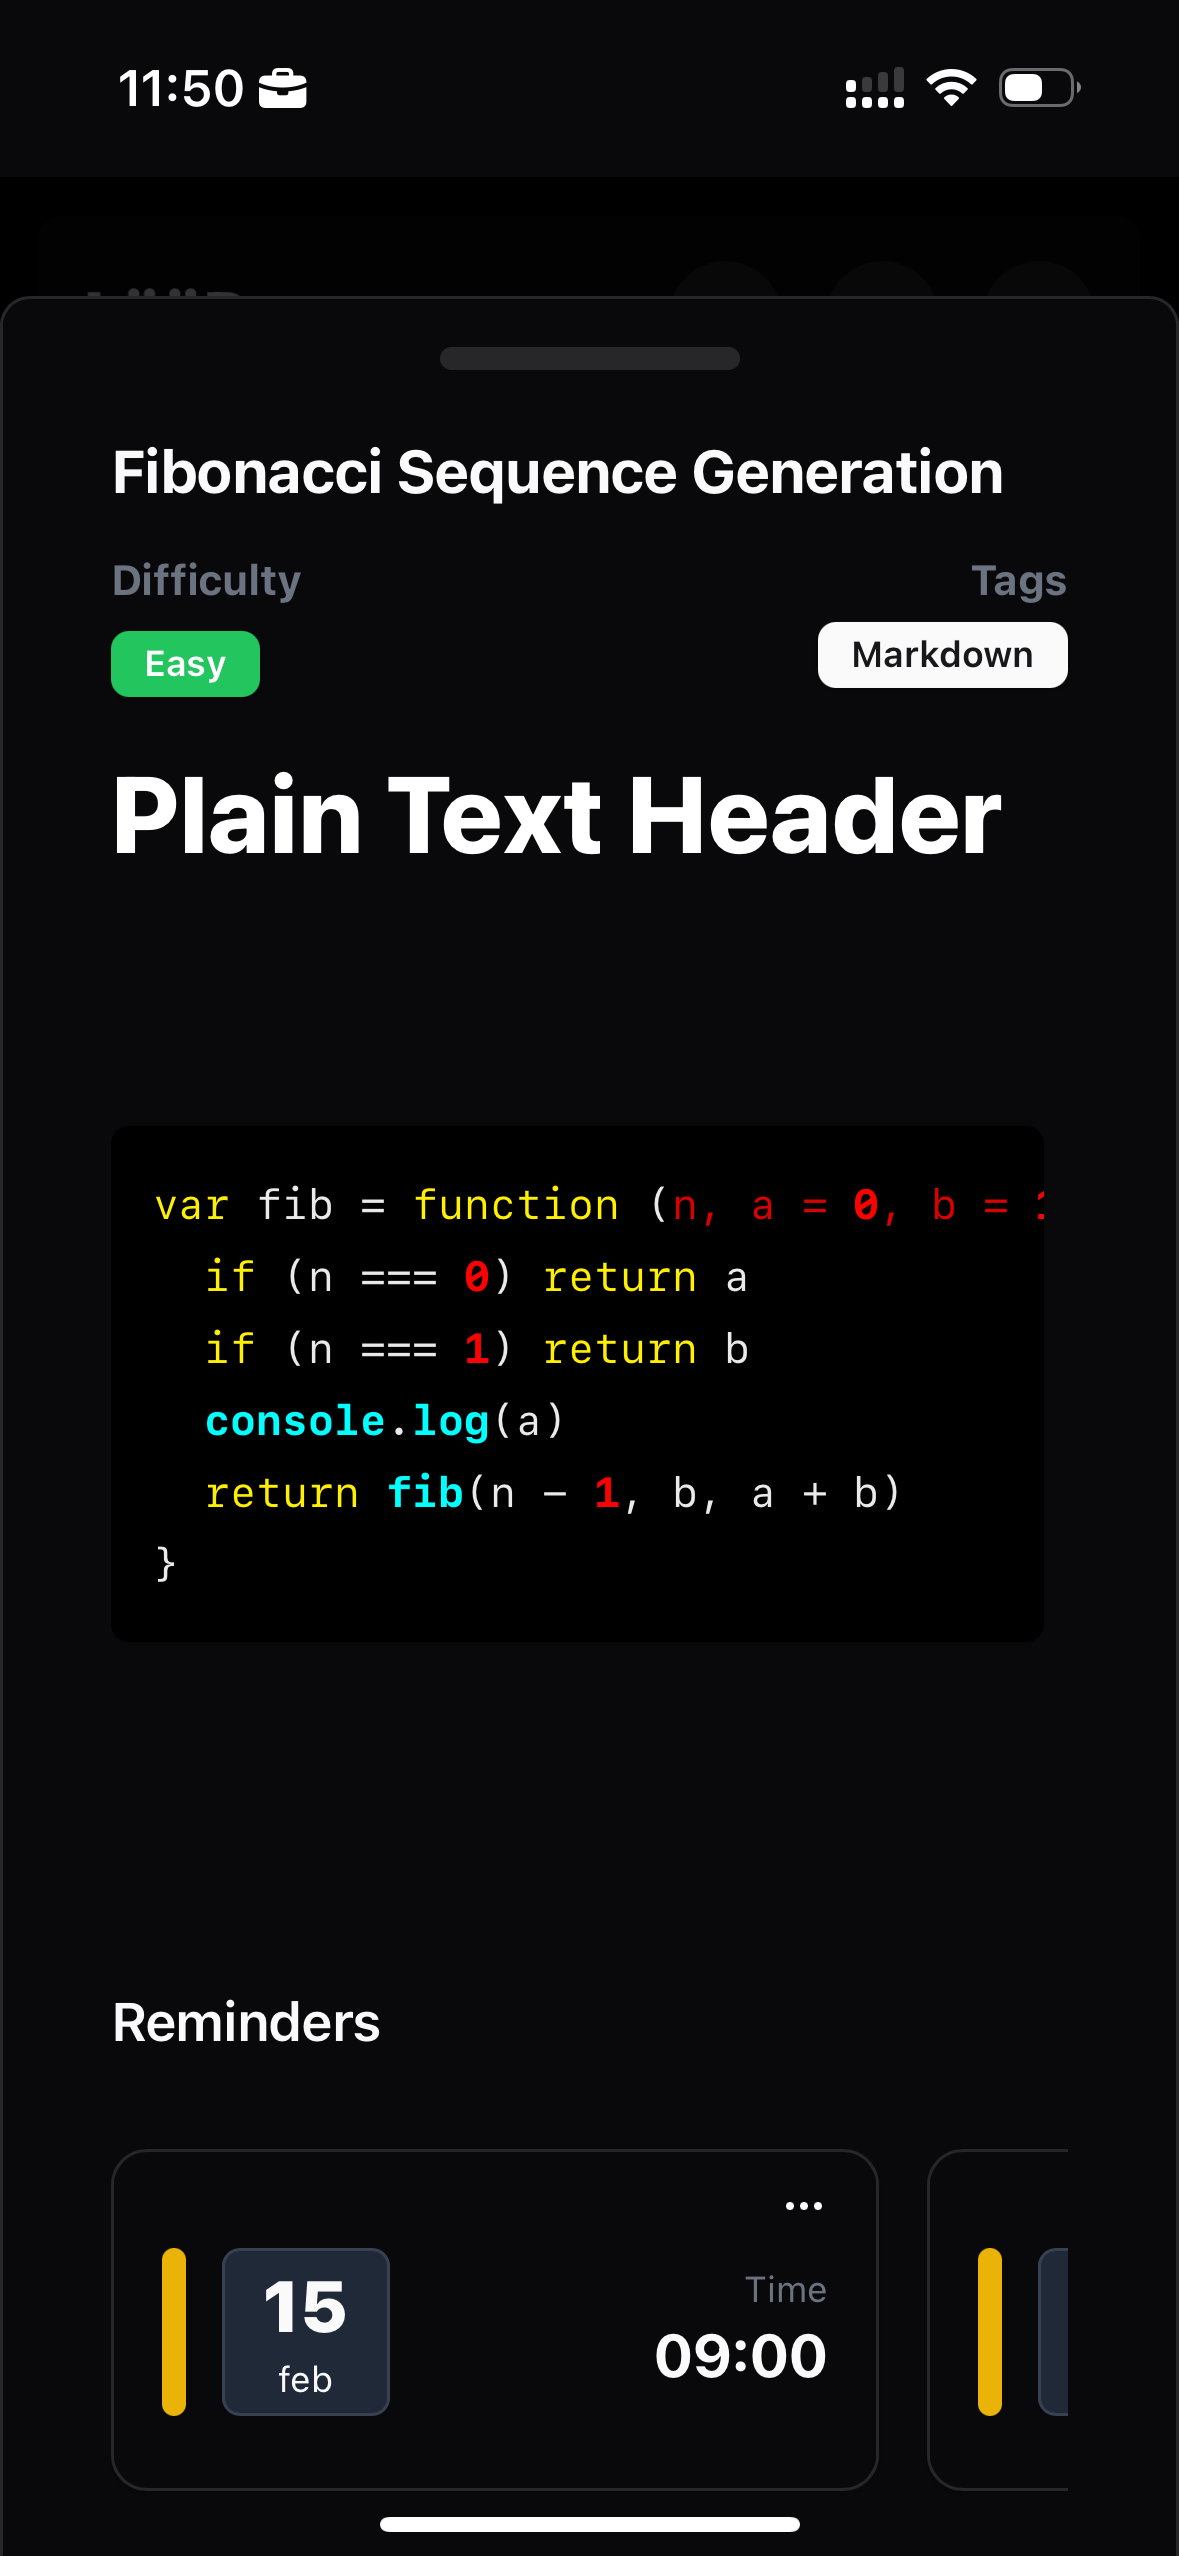 11:50
Fibonacci Sequence Generation
Difficulty
Tags
Easy
Markdown
Plain Text Header
var fib = function (n, a = 0, b = 1
  if (n === 0) return a
  if (n === 1) return b
  console.log(a)
  return fib(n - 1, b, a + b)
}
Reminders
...
15
feb
Time
09:00